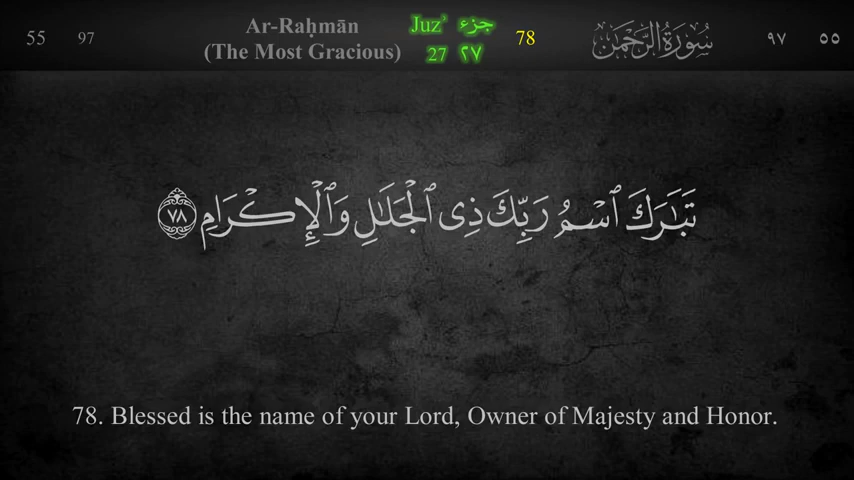 55 97 Ar-Raḥmān Juz’ جزء 78 سُورَةُ الرَّحْمَٰن ٩٧ ٥٥
(The Most Gracious) 27 ٢٧
تَبَٰرَكَ ٱسْمُ رَبِّكَ ذِى ٱلْجَلَٰلِ وَٱلْإِكْرَامِ ٧٨
78. Blessed is the name of your Lord, Owner of Majesty and Honor.